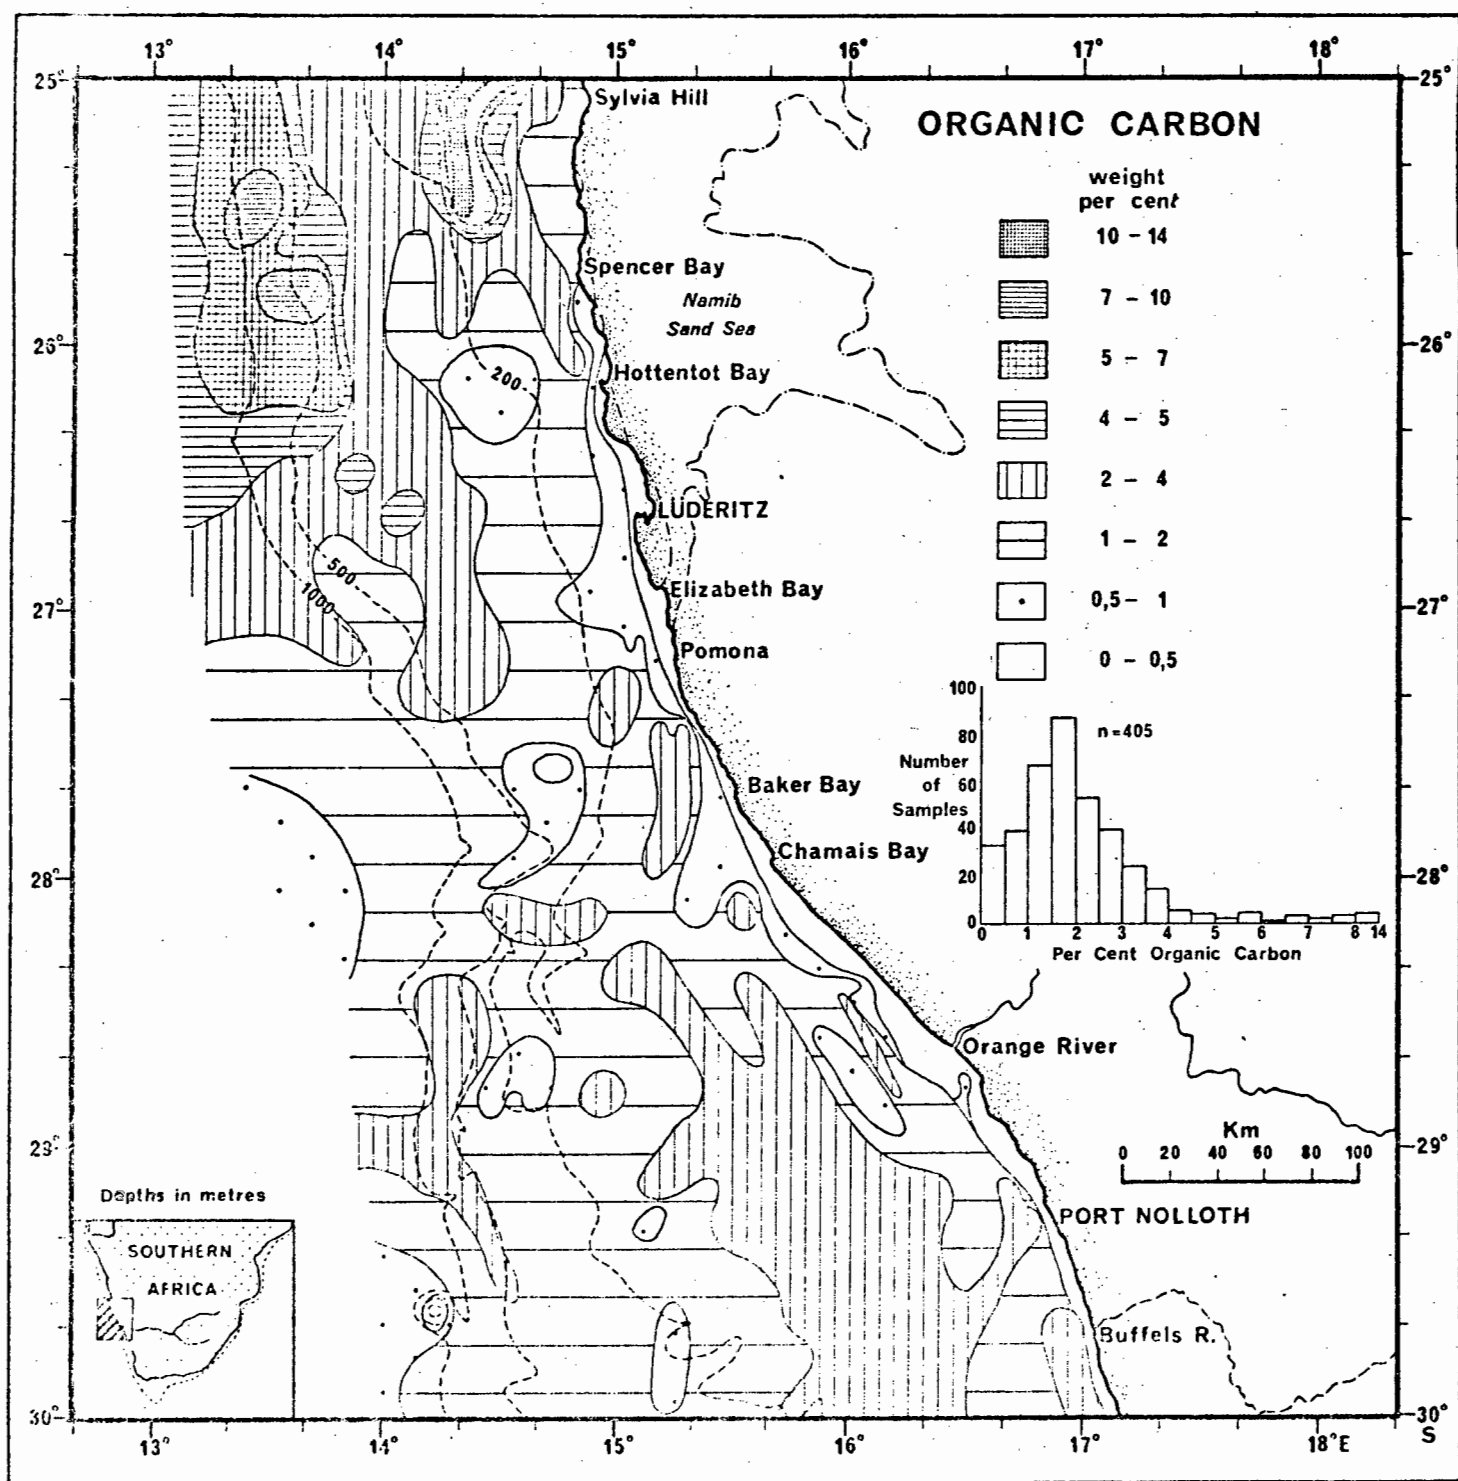 13° 14° 15° 16° 17° 18°
25° 25°
Sylvia Hill
ORGANIC CARBON
weight
per cent
10 – 14
7 – 10
5 – 7
4 – 5
2 – 4
1 – 2
0,5 – 1
0 – 0,5
Spencer Bay
Namib
Sand Sea
26° 26°
200
Hottentot Bay
LUDERITZ
500
1000
Elizabeth Bay
27° 27°
Pomona
100
80
60
40
20
0
n=405
Number
of
Samples
0 1 2 3 4 5 6 7 8 14
Per Cent Organic Carbon
Baker Bay
Chamais Bay
28° 28°
Orange River
29° 29°
Km
0 20 40 60 80 100
Depths in metres
SOUTHERN
AFRICA
PORT NOLLOTH
Buffels R.
30° 30°
S
13° 14° 15° 16° 17° 18°E